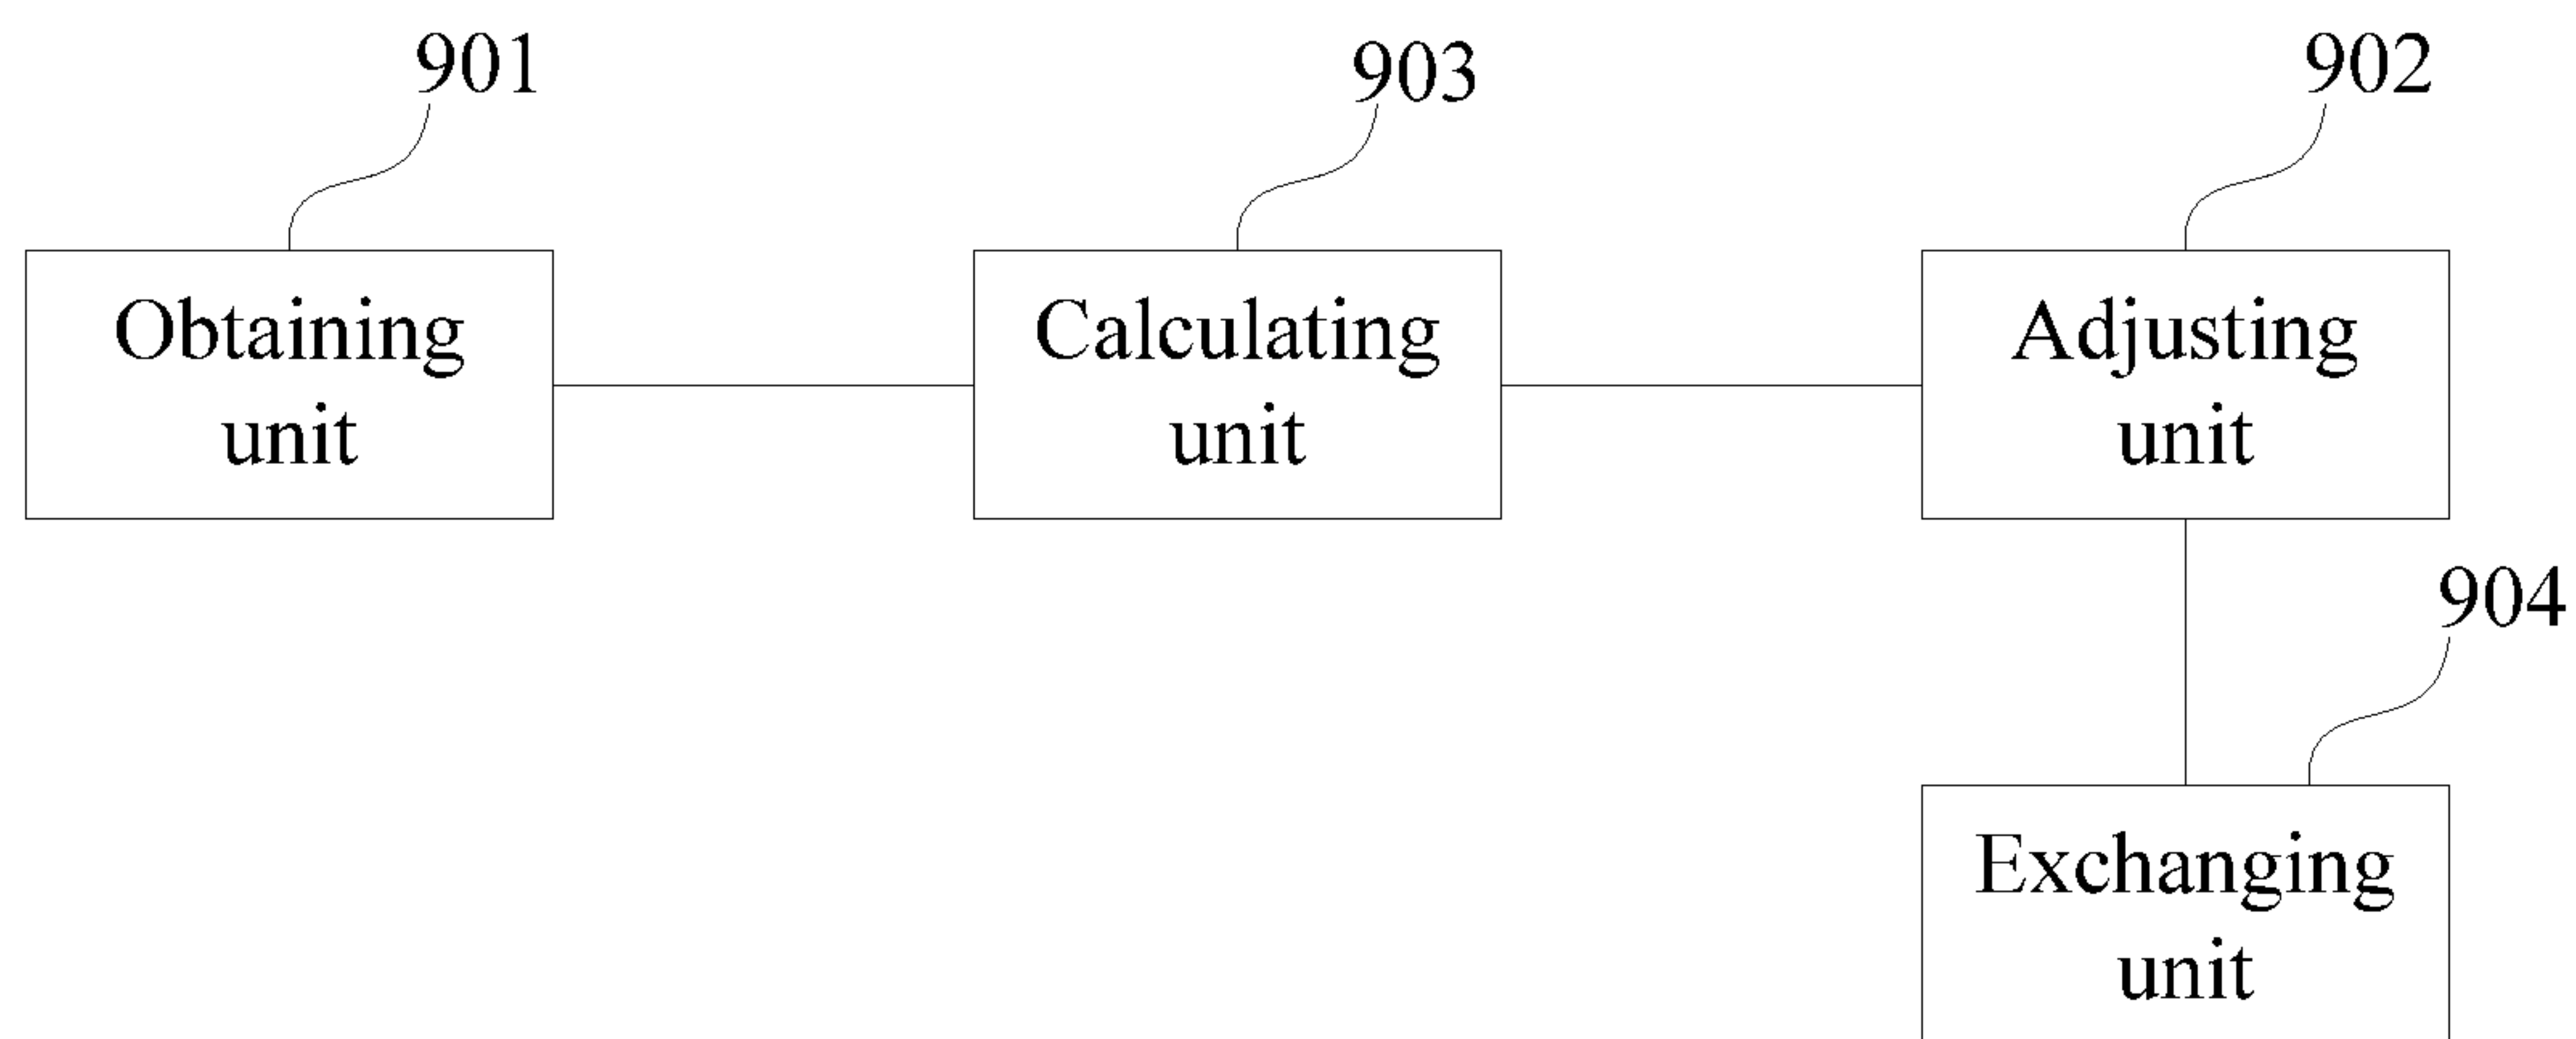 901
903
902
Obtaining
unit
Calculating
unit
Adjusting
unit
904
Exchanging
unit